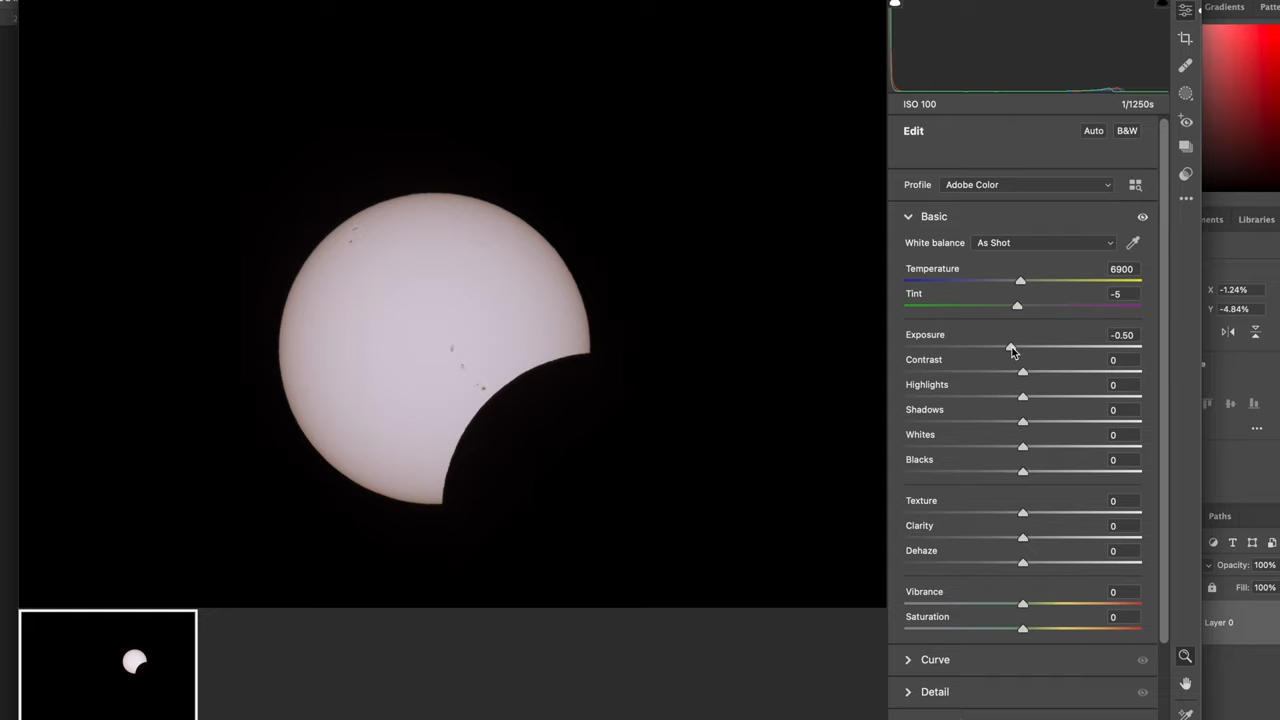 Gradients
ISO 100 1/1250s
Edit Auto B&W
Profile Adobe Color
Basic
Libraries
White balance As Shot
Temperature 6900
Tint -5
X -1.24%
Y -4.84%
Exposure -0.50
Contrast 0
Highlights 0
Shadows 0
Whites 0
Blacks 0
Texture 0
Paths
Clarity 0
Dehaze 0
Opacity: 100%
Fill: 100%
Vibrance 0
Saturation 0
Layer 0
Curve
Detail